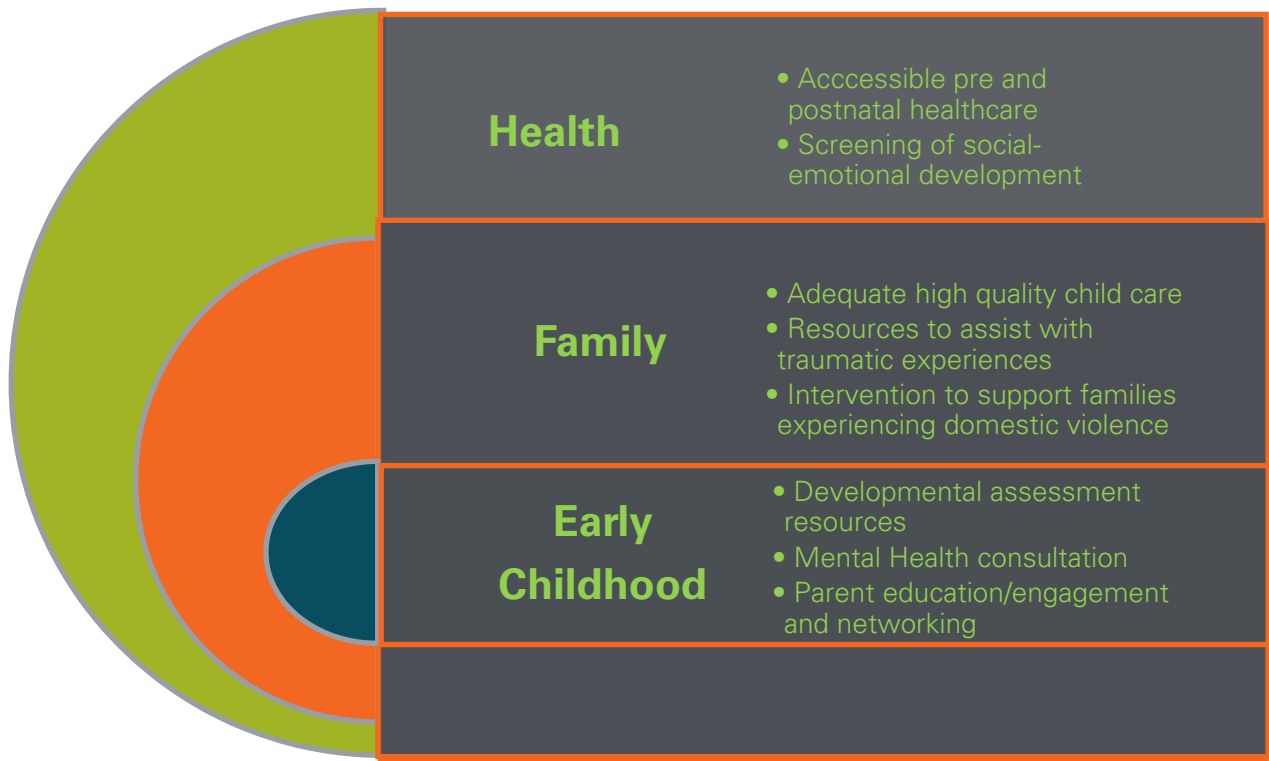 Health
• Acccessible pre and
postnatal healthcare
• Screening of social-
emotional development
Family
• Adequate high quality child care
• Resources to assist with
traumatic experiences
• Intervention to support families
experiencing domestic violence
Early
Childhood
• Developmental assessment
resources
• Mental Health consultation
• Parent education/engagement
and networking